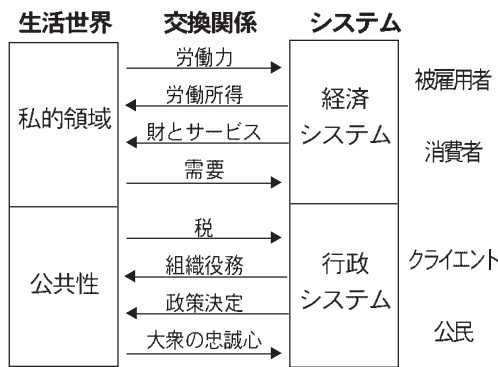 生活世界 交換関係 システム
労働力
被雇用者
労働所得
私的領域
経済
システム
財とサービス
消費者
需要
税
クライエント
組織役務
公共性
行政
システム
政策決定
公民
大衆の忠誠心